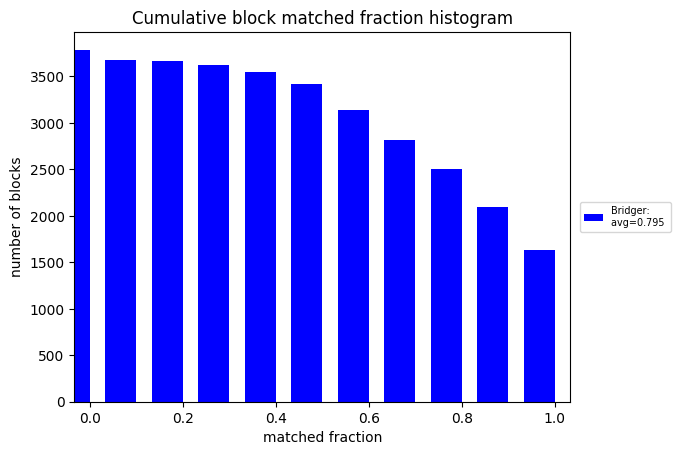 Cumulative block matched fraction histogram
number of blocks
3500
3000
2500
2000
1500
1000
500
0
0.0 0.2 0.4 0.6 0.8 1.0
matched fraction
Bridger:
avg=0.795